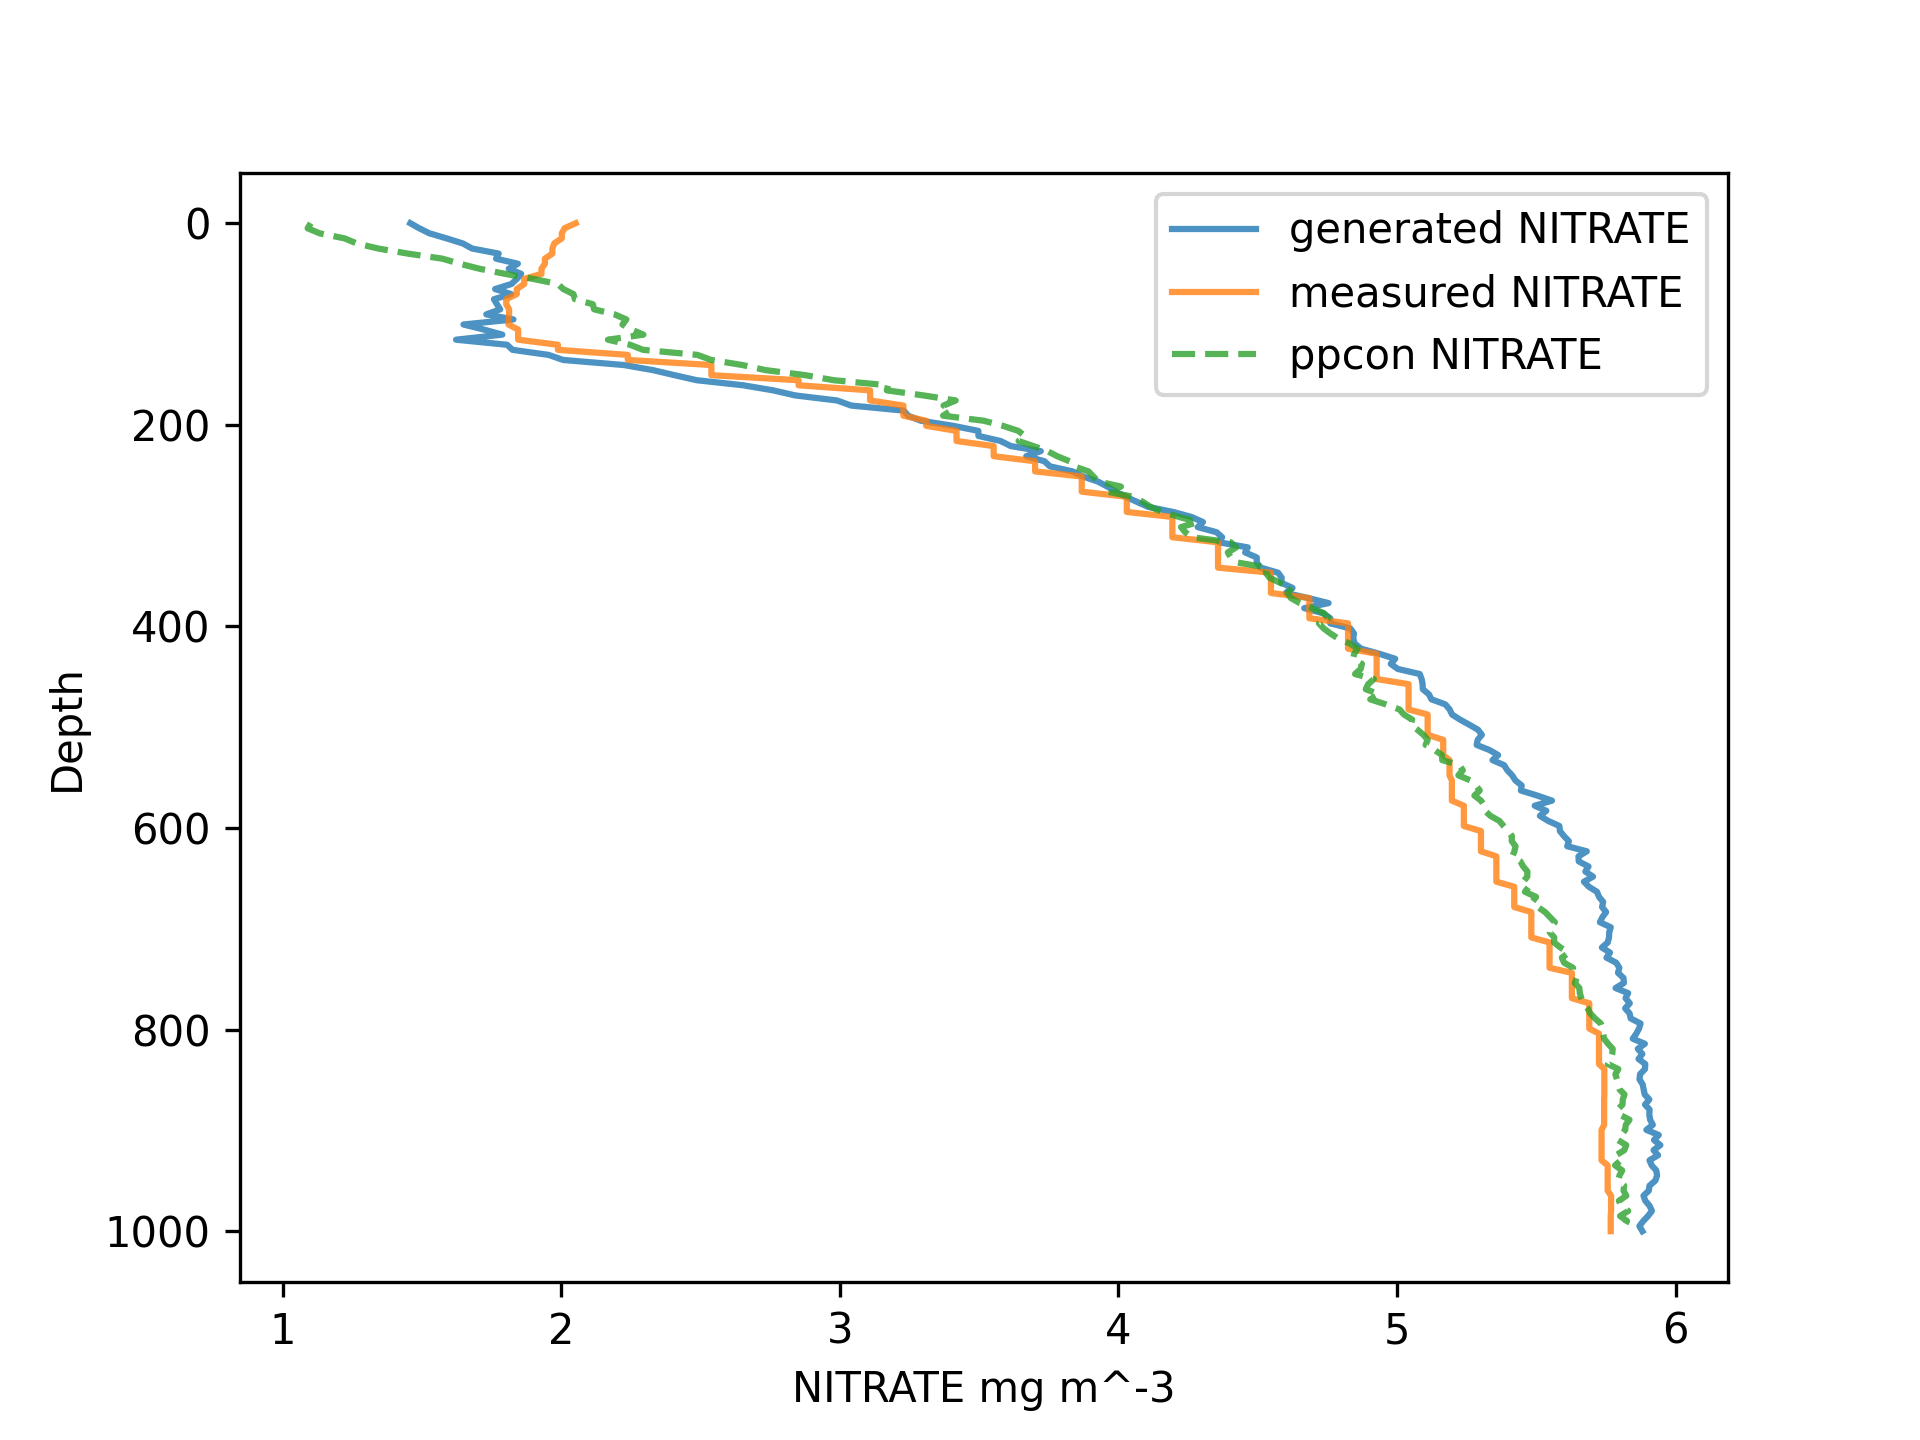 generated NITRATE
measured NITRATE
ppcon NITRATE
0
200
400
600
800
1000
Depth
1 2 3 4 5 6
NITRATE mg m^-3